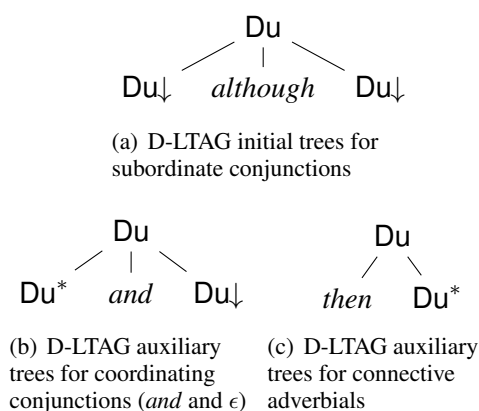 Du
Du↓ although Du↓
(a) D-LTAG initial trees for
subordinate conjunctions
Du
Du* and Du↓
(b) D-LTAG auxiliary
trees for coordinating
conjunctions (and and ϵ)
Du
then Du*
(c) D-LTAG auxiliary
trees for connective
adverbials